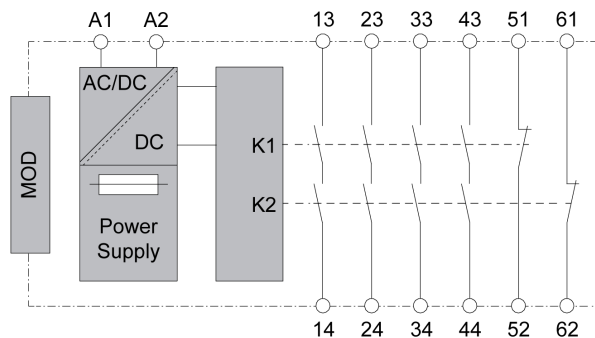 A1 A2 13 23 33 43 51 61
AC/DC
DC
K1
MOD
K2
Power
Supply
14 24 34 44 52 62